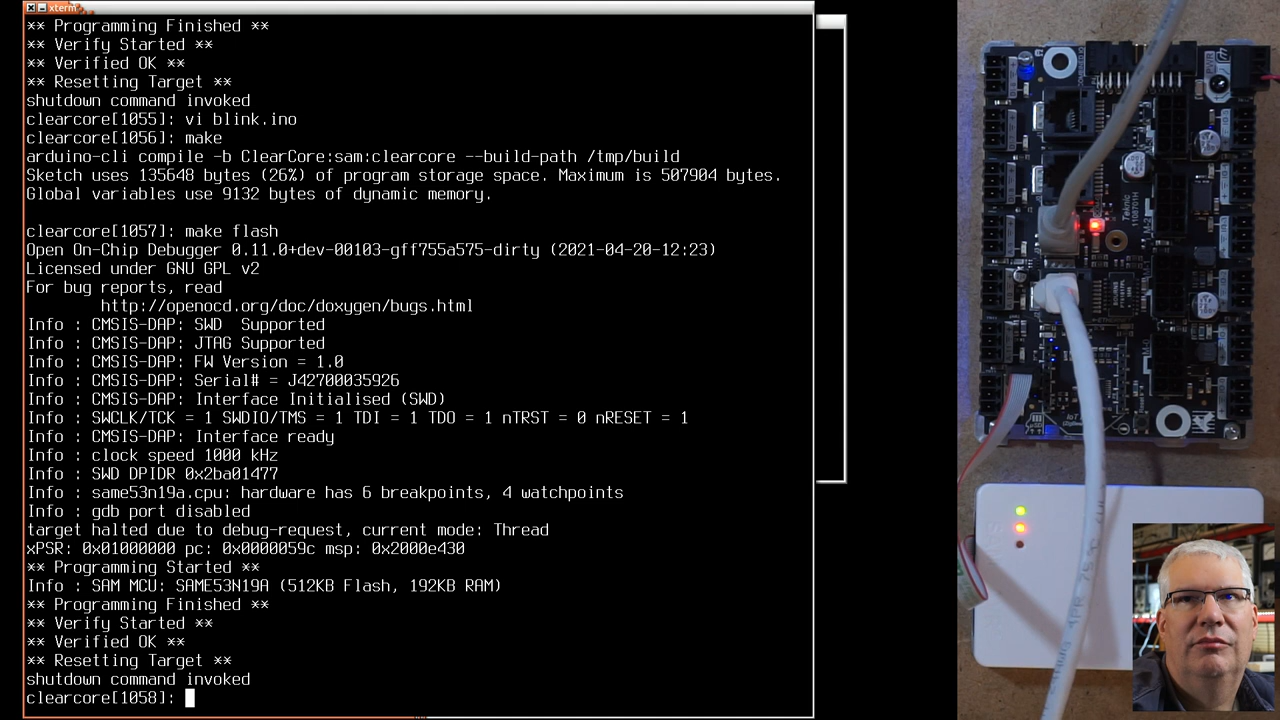 xterm
** Programming Finished **
** Verify Started **
** Verified OK **
** Resetting Target **
shutdown command invoked
clearcore[1055]: vi blink.ino
clearcore[1056]: make
arduino-cli compile -b ClearCore:sam:clearcore --build-path /tmp/build
Sketch uses 135648 bytes (26%) of program storage space. Maximum is 507904 bytes.
Global variables use 9132 bytes of dynamic memory.
clearcore[1057]: make flash
Open On-Chip Debugger 0.11.0+dev-00103-gff755a575-dirty (2021-04-20-12:23)
Licensed under GNU GPL v2
For bug reports, read
http://openocd.org/doc/doxygen/bugs.html
Info : CMSIS-DAP: SWD  Supported
Info : CMSIS-DAP: JTAG Supported
Info : CMSIS-DAP: FW Version = 1.0
Info : CMSIS-DAP: Serial# = J42700035926
Info : CMSIS-DAP: Interface Initialised (SWD)
Info : SWCLK/TCK = 1 SWDIO/TMS = 1 TDI = 1 TDO = 1 nTRST = 0 nRESET = 1
Info : CMSIS-DAP: Interface ready
Info : clock speed 1000 kHz
Info : SWD DPIDR 0x2ba01477
Info : same53n19a.cpu: hardware has 6 breakpoints, 4 watchpoints
Info : gdb port disabled
target halted due to debug-request, current mode: Thread
xPSR: 0x01000000 pc: 0x0000059c msp: 0x2000e430
** Programming Started **
Info : SAM MCU: SAME53N19A (512KB Flash, 192KB RAM)
** Programming Finished **
** Verify Started **
** Verified OK **
** Resetting Target **
shutdown command invoked
clearcore[1058]:
PWR
Teknic
M-2
M-0